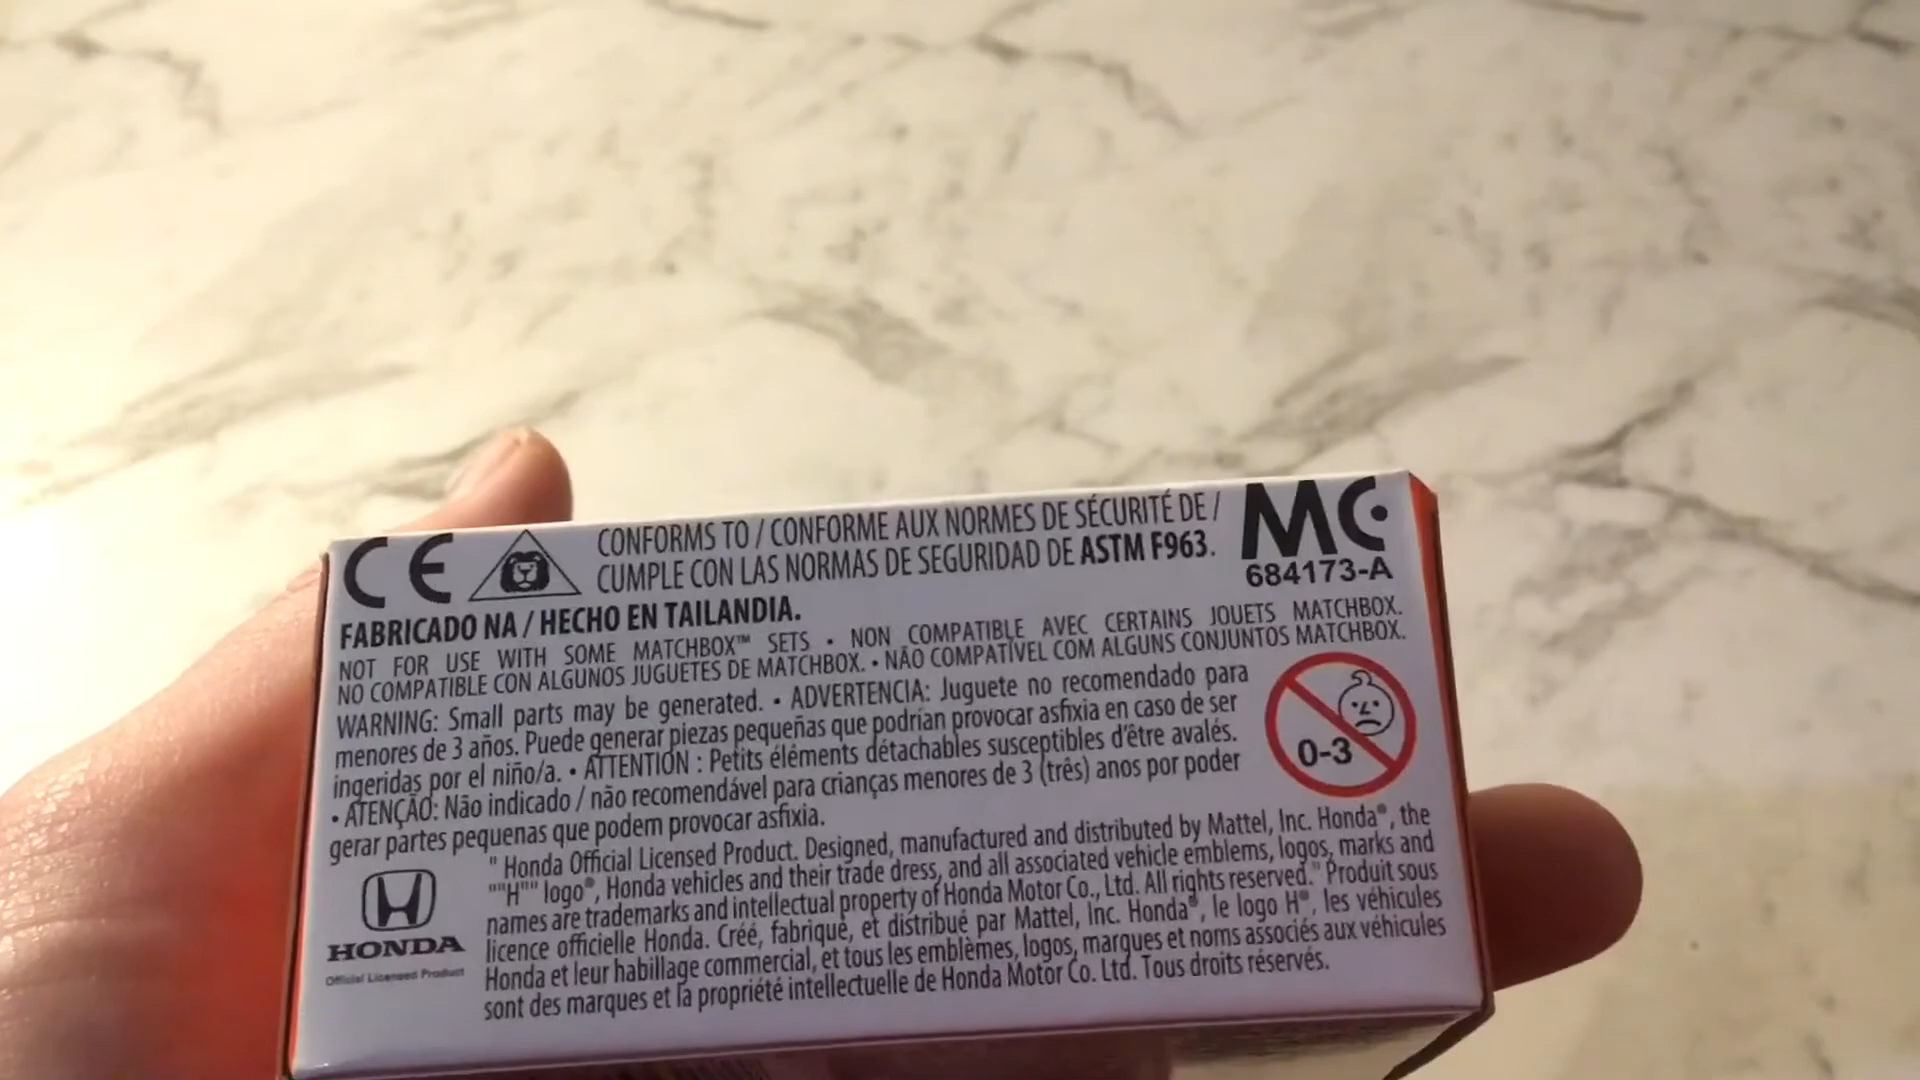 CE
CONFORMS TO / CONFORME AUX NORMES DE SÉCURITÉ DE /
CUMPLE CON LAS NORMAS DE SEGURIDAD DE ASTM F963.
MC
684173-A
FABRICADO NA / HECHO EN TAILANDIA.
NOT FOR USE WITH SOME MATCHBOX™ SETS • NON COMPATIBLE AVEC CERTAINS JOUETS MATCHBOX.
NO COMPATIBLE CON ALGUNOS JUGUETES DE MATCHBOX. • NÃO COMPATÍVEL COM ALGUNS CONJUNTOS MATCHBOX.
WARNING: Small parts may be generated. • ADVERTENCIA: Juguete no recomendado para
menores de 3 años. Puede generar piezas pequeñas que podrían provocar asfixia en caso de ser
ingeridas por el niño/a. • ATTENTION : Petits éléments détachables susceptibles d'être avalés.
• ATENÇÃO: Não indicado / não recomendável para crianças menores de 3 (três) anos por poder
gerar partes pequenas que podem provocar asfixia.
0-3
HONDA
Official Licensed Product
" Honda Official Licensed Product. Designed, manufactured and distributed by Mattel, Inc. Honda®, the
""H"" logo®, Honda vehicles and their trade dress, and all associated vehicle emblems, logos, marks and
names are trademarks and intellectual property of Honda Motor Co., Ltd. All rights reserved." Produit sous
licence officielle Honda. Créé, fabriqué, et distribué par Mattel, Inc. Honda®, le logo H®, les véhicules
Honda et leur habillage commercial, et tous les emblèmes, logos, marques et noms associés aux véhicules
sont des marques et la propriété intellectuelle de Honda Motor Co. Ltd. Tous droits réservés.